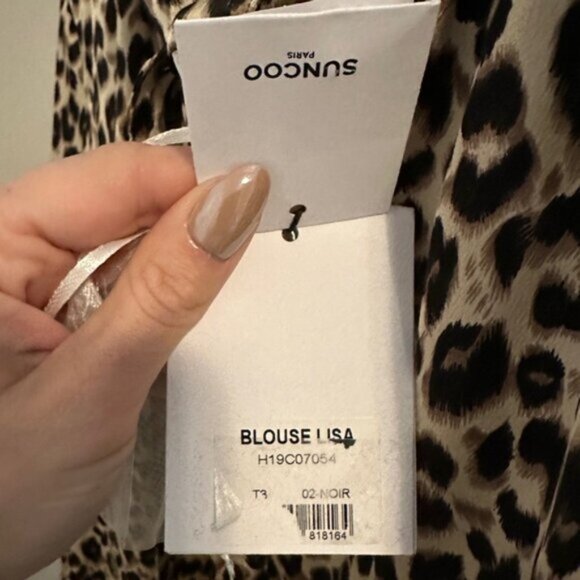 SUNCOO
PARIS
BLOUSE LISA
H19C07054
T3 02-NOIR
818164